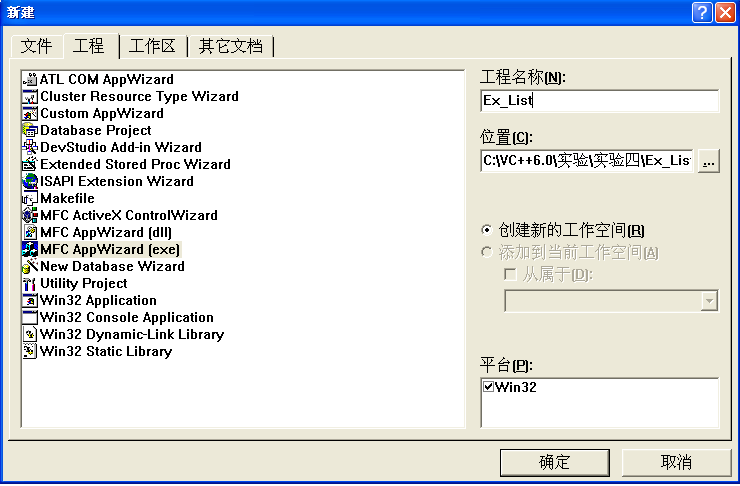 新建
文件 工程 工作区 其它文档
ATL COM AppWizard
Cluster Resource Type Wizard
Custom AppWizard
Database Project
DevStudio Add-in Wizard
Extended Stored Proc Wizard
ISAPI Extension Wizard
Makefile
MFC ActiveX ControlWizard
MFC AppWizard (dll)
MFC AppWizard (exe)
New Database Wizard
Utility Project
Win32 Application
Win32 Console Application
Win32 Dynamic-Link Library
Win32 Static Library
工程名称(N):
Ex_List
位置(C):
C:\VC++6.0\实验\实验四\Ex_Lis
...
创建新的工作空间(R)
添加到当前工作空间(A)
从属于(D):
平台(P):
Win32
确定 取消